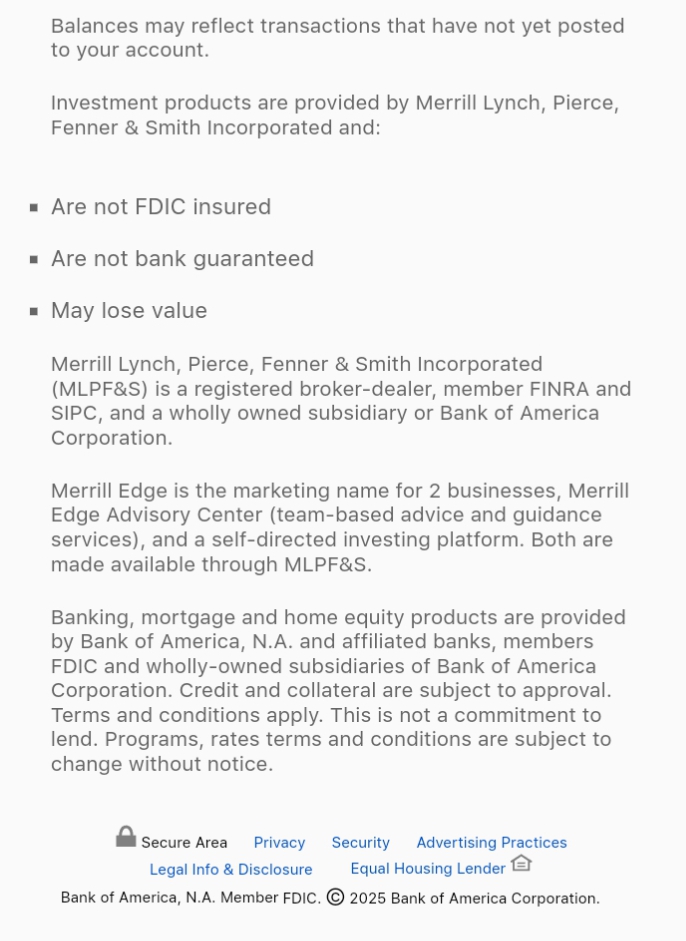 Balances may reflect transactions that have not yet posted
to your account.
Investment products are provided by Merrill Lynch, Pierce,
Fenner & Smith Incorporated and:
▪ Are not FDIC insured
▪ Are not bank guaranteed
▪ May lose value
Merrill Lynch, Pierce, Fenner & Smith Incorporated
(MLPF&S) is a registered broker-dealer, member FINRA and
SIPC, and a wholly owned subsidiary or Bank of America
Corporation.
Merrill Edge is the marketing name for 2 businesses, Merrill
Edge Advisory Center (team-based advice and guidance
services), and a self-directed investing platform. Both are
made available through MLPF&S.
Banking, mortgage and home equity products are provided
by Bank of America, N.A. and affiliated banks, members
FDIC and wholly-owned subsidiaries of Bank of America
Corporation. Credit and collateral are subject to approval.
Terms and conditions apply. This is not a commitment to
lend. Programs, rates terms and conditions are subject to
change without notice.
Secure Area Privacy Security Advertising Practices
Legal Info & Disclosure Equal Housing Lender
Bank of America, N.A. Member FDIC. © 2025 Bank of America Corporation.